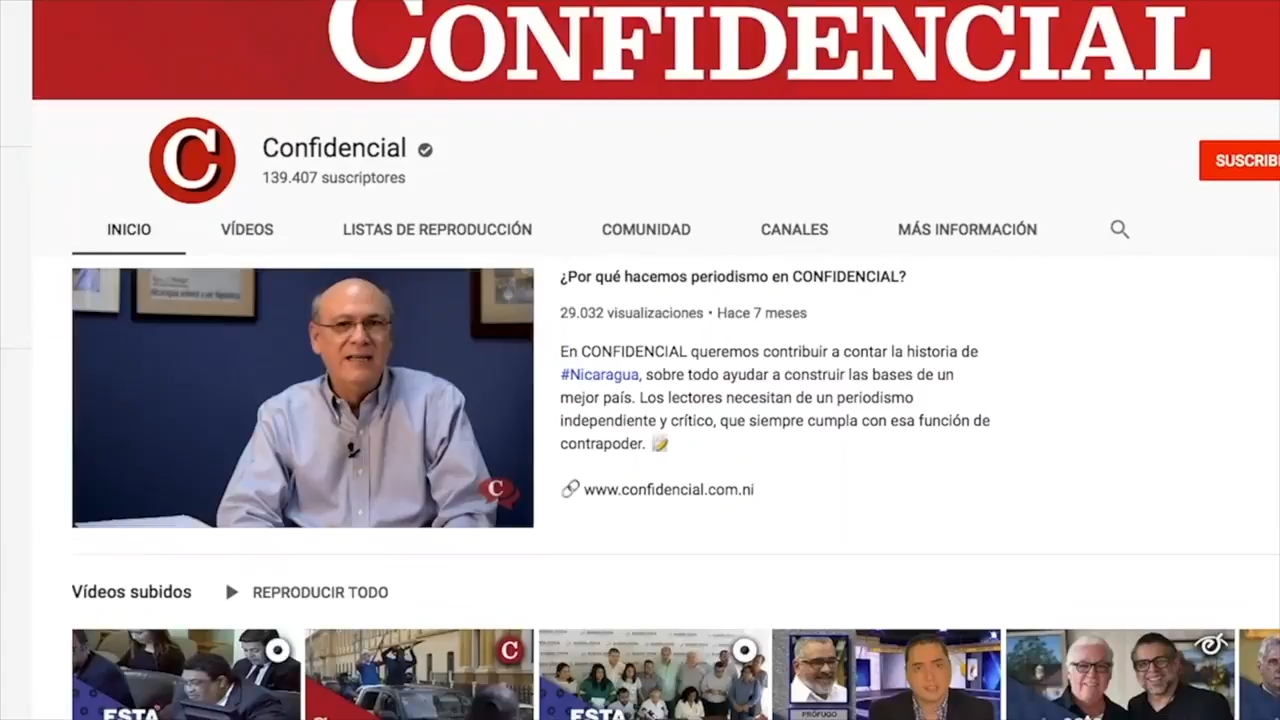 CONFIDENCIAL
C
Confidencial
139.407 suscriptores
SUSCRIB
INICIO
VÍDEOS
LISTAS DE REPRODUCCIÓN
COMUNIDAD
CANALES
MÁS INFORMACIÓN
¿Por qué hacemos periodismo en CONFIDENCIAL?
29.032 visualizaciones • Hace 7 meses
En CONFIDENCIAL queremos contribuir a contar la historia de
#Nicaragua, sobre todo ayudar a construir las bases de un
mejor país. Los lectores necesitan de un periodismo
independiente y crítico, que siempre cumpla con esa función de
contrapoder.
www.confidencial.com.ni
C
Vídeos subidos
REPRODUCIR TODO
C
ESTA
ESTA
PRÓFUGO